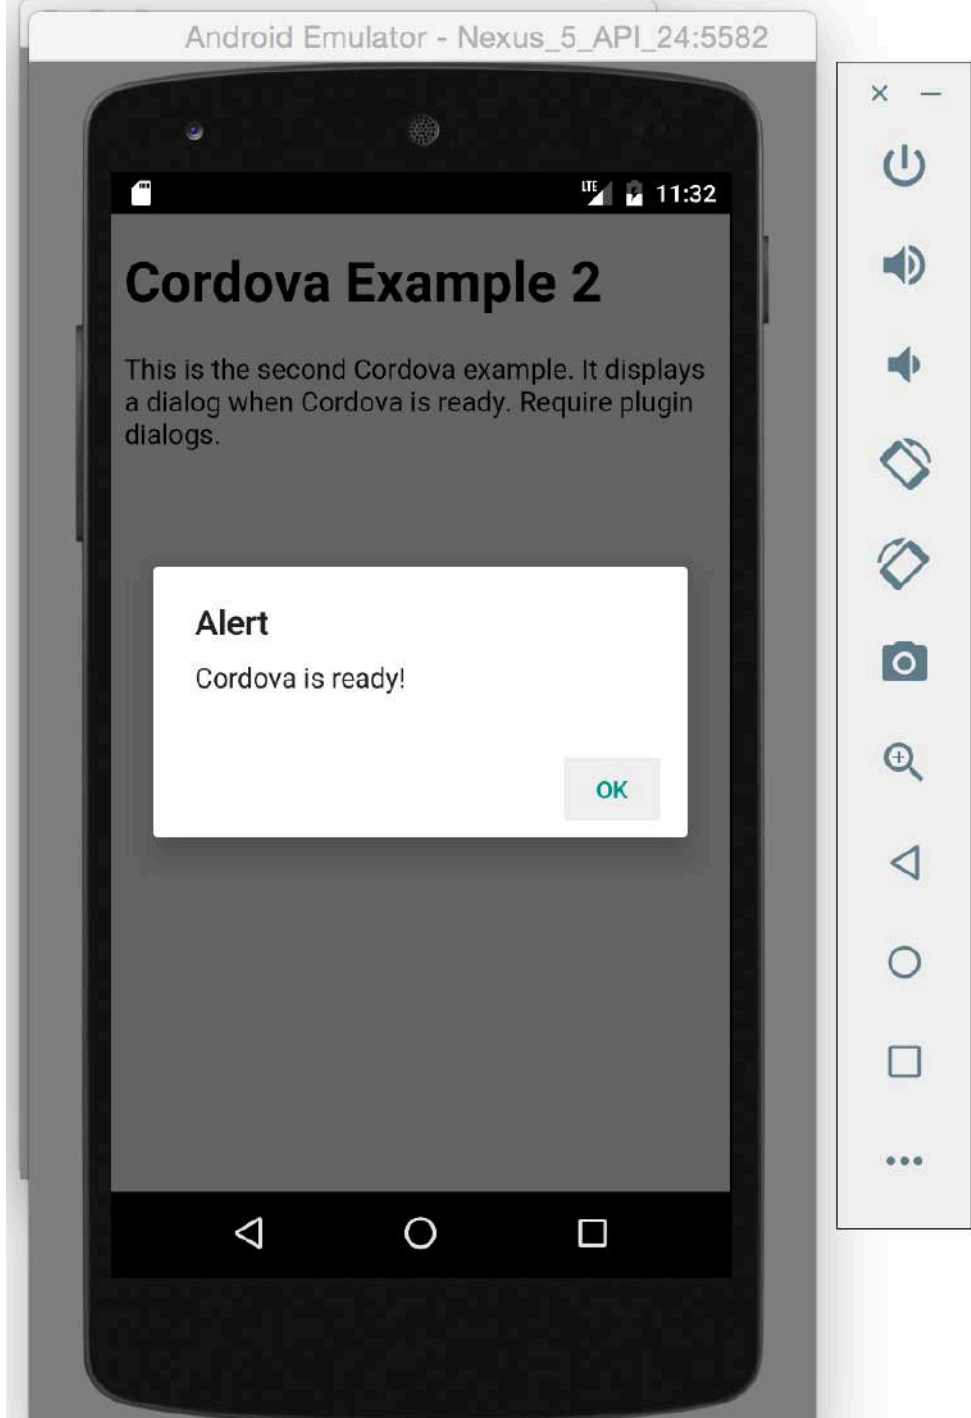 Android Emulator - Nexus_5_API_24:5582
LTE
11:32
Cordova Example 2
This is the second Cordova example. It displays
a dialog when Cordova is ready. Require plugin
dialogs.
Alert
Cordova is ready!
OK